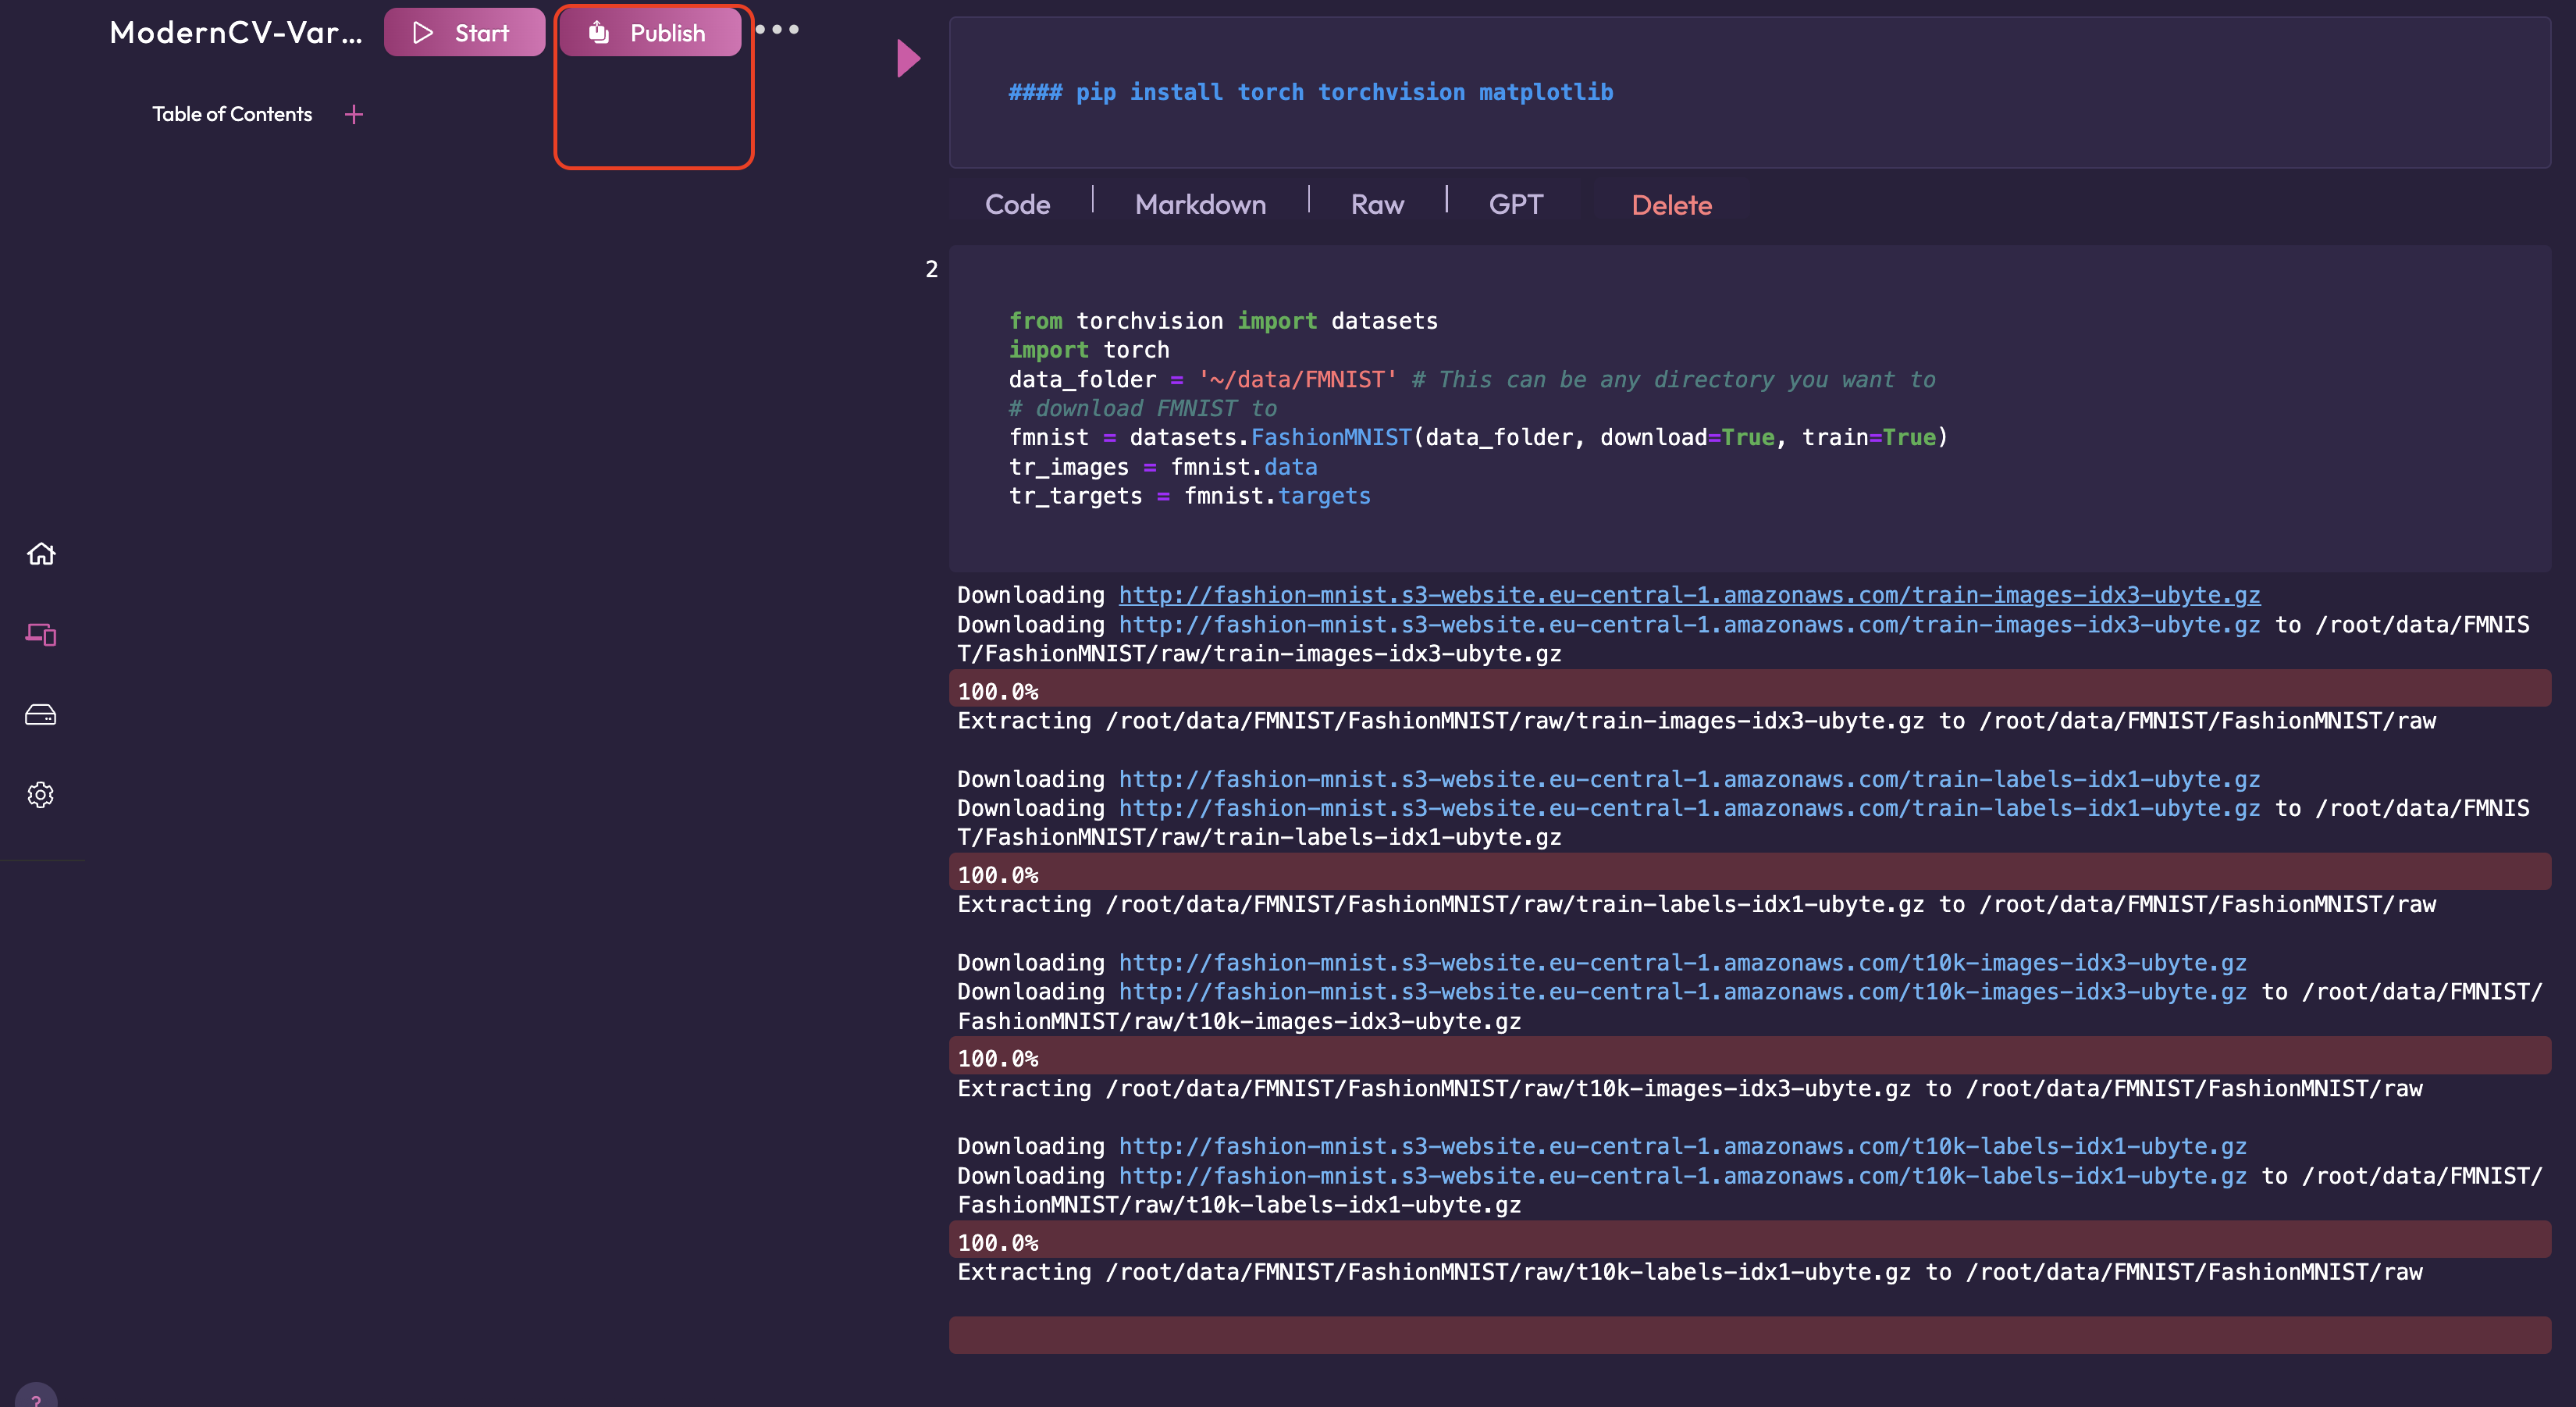 ModernCV-Var...
Start
Publish
Table of Contents +
#### pip install torch torchvision matplotlib
Code | Markdown | Raw | GPT Delete
2
from torchvision import datasets
import torch
data_folder = '~/data/FMNIST' # This can be any directory you want to
# download FMNIST to
fmnist = datasets.FashionMNIST(data_folder, download=True, train=True)
tr_images = fmnist.data
tr_targets = fmnist.targets
Downloading http://fashion-mnist.s3-website.eu-central-1.amazonaws.com/train-images-idx3-ubyte.gz
Downloading http://fashion-mnist.s3-website.eu-central-1.amazonaws.com/train-images-idx3-ubyte.gz to /root/data/FMNIS
T/FashionMNIST/raw/train-images-idx3-ubyte.gz
100.0%
Extracting /root/data/FMNIST/FashionMNIST/raw/train-images-idx3-ubyte.gz to /root/data/FMNIST/FashionMNIST/raw
Downloading http://fashion-mnist.s3-website.eu-central-1.amazonaws.com/train-labels-idx1-ubyte.gz
Downloading http://fashion-mnist.s3-website.eu-central-1.amazonaws.com/train-labels-idx1-ubyte.gz to /root/data/FMNIS
T/FashionMNIST/raw/train-labels-idx1-ubyte.gz
100.0%
Extracting /root/data/FMNIST/FashionMNIST/raw/train-labels-idx1-ubyte.gz to /root/data/FMNIST/FashionMNIST/raw
Downloading http://fashion-mnist.s3-website.eu-central-1.amazonaws.com/t10k-images-idx3-ubyte.gz
Downloading http://fashion-mnist.s3-website.eu-central-1.amazonaws.com/t10k-images-idx3-ubyte.gz to /root/data/FMNIST/
FashionMNIST/raw/t10k-images-idx3-ubyte.gz
100.0%
Extracting /root/data/FMNIST/FashionMNIST/raw/t10k-images-idx3-ubyte.gz to /root/data/FMNIST/FashionMNIST/raw
Downloading http://fashion-mnist.s3-website.eu-central-1.amazonaws.com/t10k-labels-idx1-ubyte.gz
Downloading http://fashion-mnist.s3-website.eu-central-1.amazonaws.com/t10k-labels-idx1-ubyte.gz to /root/data/FMNIST/
FashionMNIST/raw/t10k-labels-idx1-ubyte.gz
100.0%
Extracting /root/data/FMNIST/FashionMNIST/raw/t10k-labels-idx1-ubyte.gz to /root/data/FMNIST/FashionMNIST/raw
?